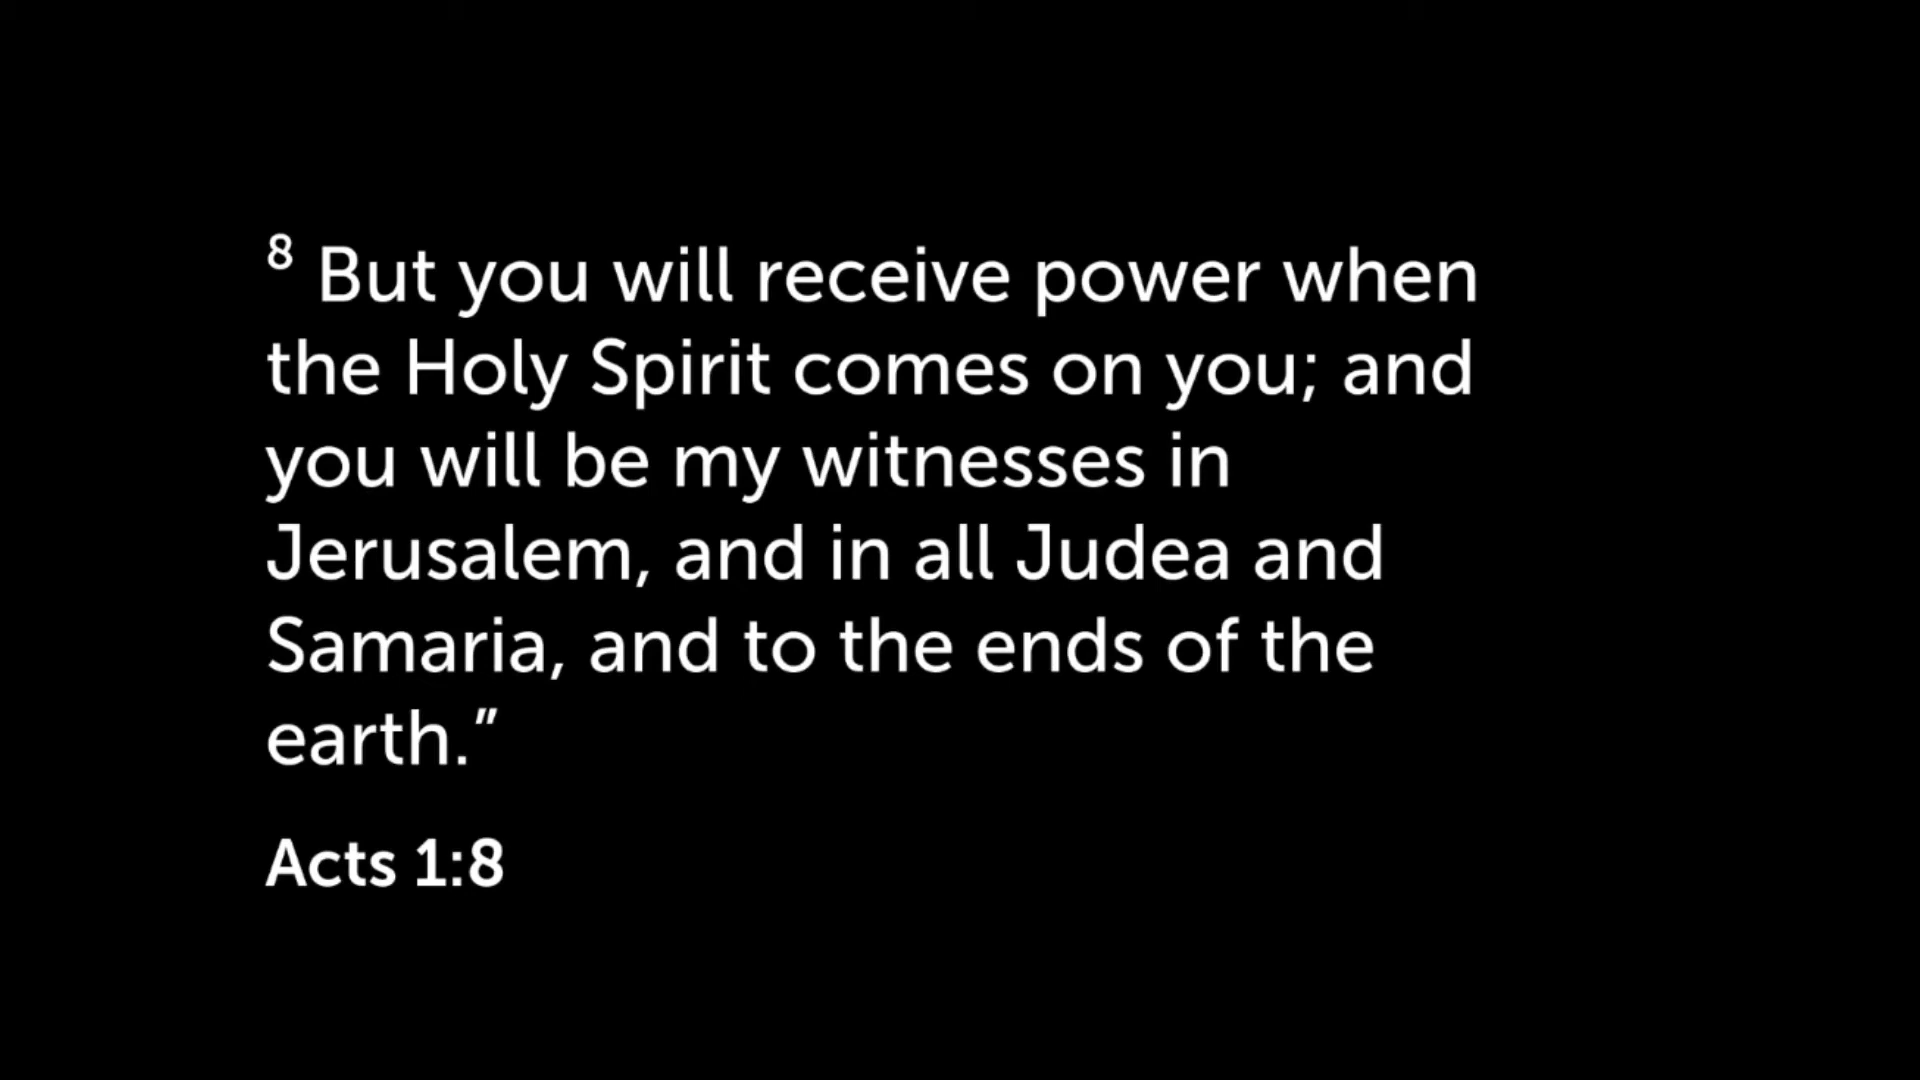 8 But you will receive power when
the Holy Spirit comes on you; and
you will be my witnesses in
Jerusalem, and in all Judea and
Samaria, and to the ends of the
earth.”
Acts 1:8